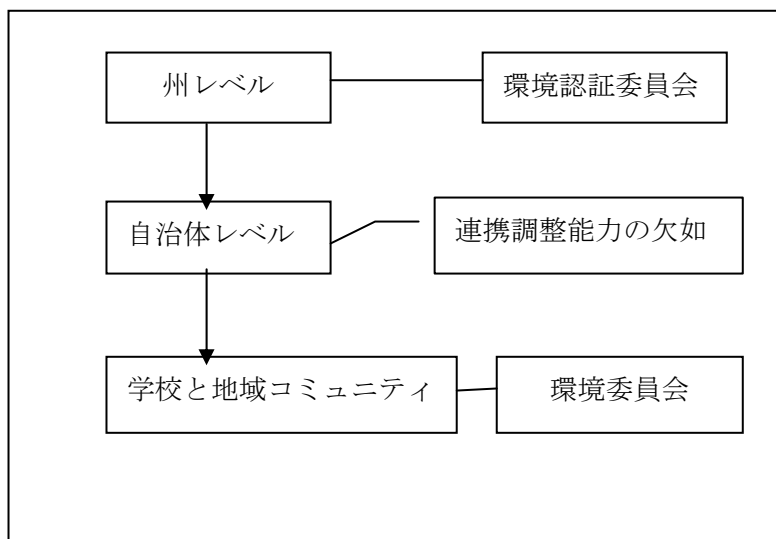 州レベル
環境認証委員会
自治体レベル
連携調整能力の欠如
学校と地域コミュニティ
環境委員会